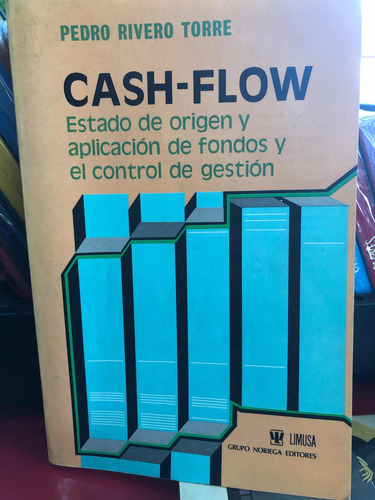 PEDRO RIVERO TORRE
CASH-FLOW
Estado de origen y
aplicación de fondos y
el control de gestión
LIMUSA
GRUPO NORIEGA EDITORES